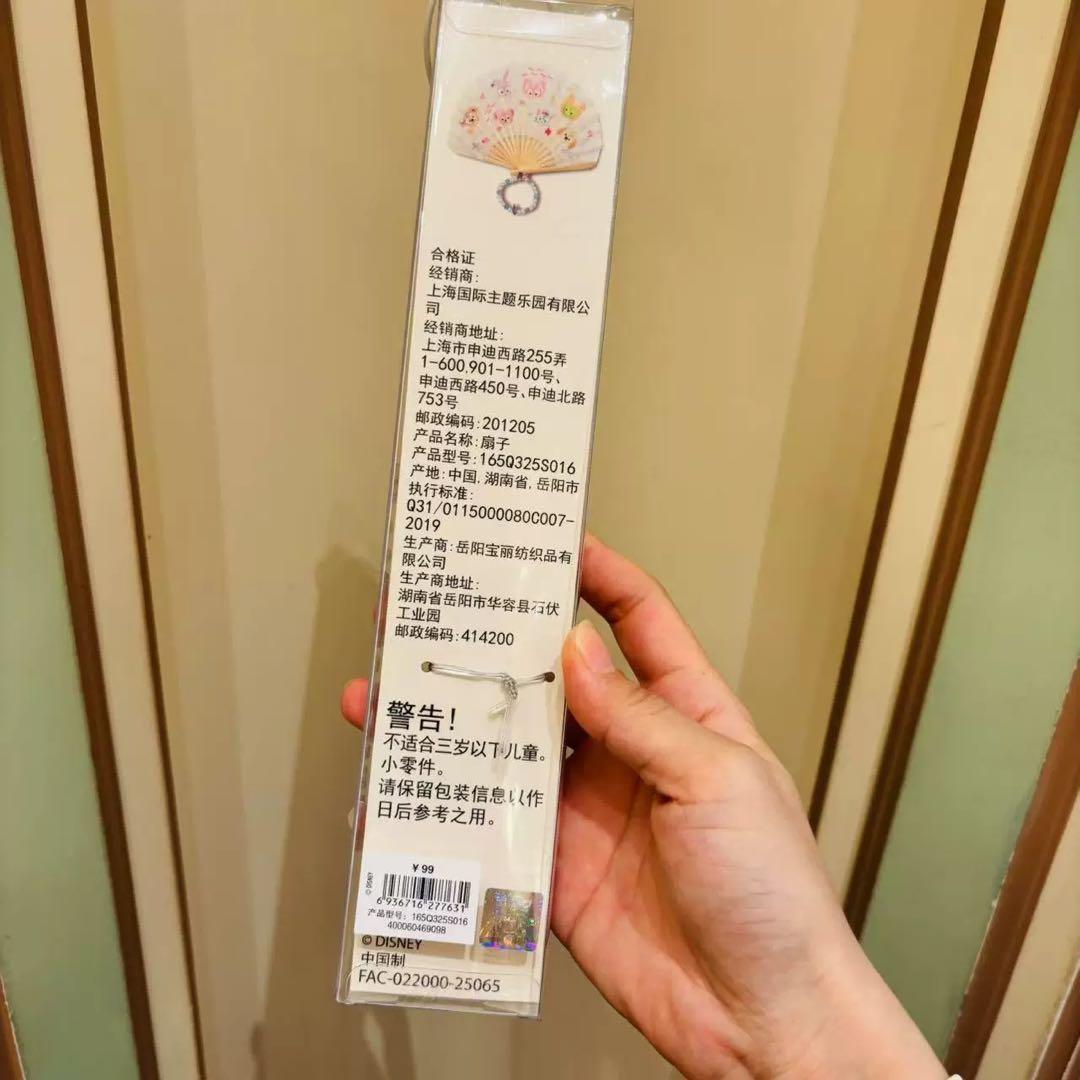 合格证
经销商:
上海国际主题乐园有限公
司
经销商地址:
上海市申迪西路255弄
1-600,901-1100号、
申迪西路450号、申迪北路
753号
邮政编码:201205
产品名称:扇子
产品型号:165Q325S016
产地:中国,湖南省,岳阳市
执行标准:
Q31/0115000080C007-
2019
生产商:岳阳宝丽纺织品有
限公司
生产商地址:
湖南省岳阳市华容县石伏
工业园
邮政编码:414200
警告!
不适合三岁以下儿童。
小零件。
请保留包装信息以作
日后参考之用。
¥99
© DISNEY
6936716277631
产品型号: 165Q325S016
400060469098
© DISNEY
中国制
FAC-022000-25065